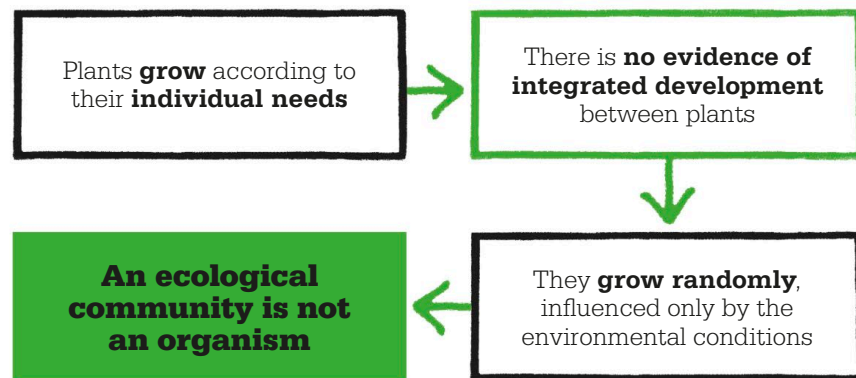 Plants grow according to
their individual needs
There is no evidence of
integrated development
between plants
They grow randomly,
influenced only by the
environmental conditions
An ecological
community is not
an organism